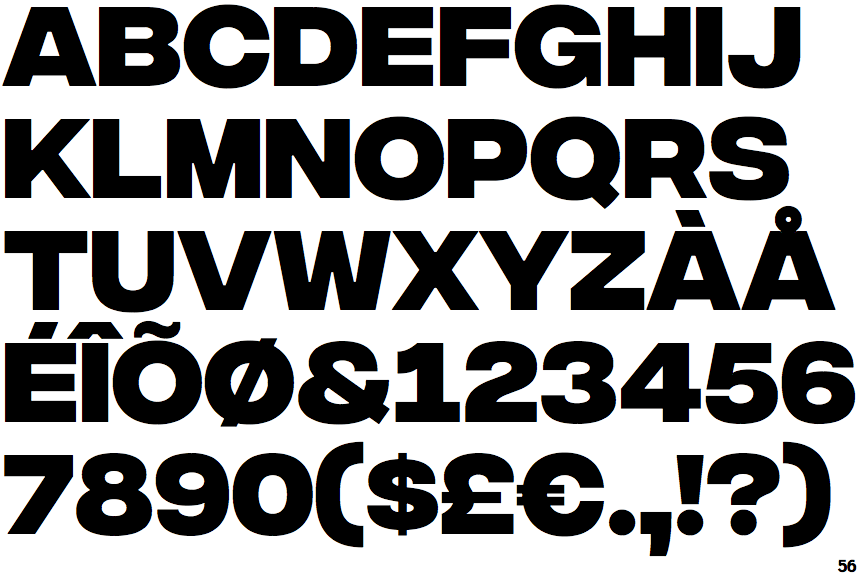 ABCDEFGHIJ
KLMNOPQRS
TUVWXYZÀÅ
ÉÎÕØ&123456
7890($£€.,!?)
56